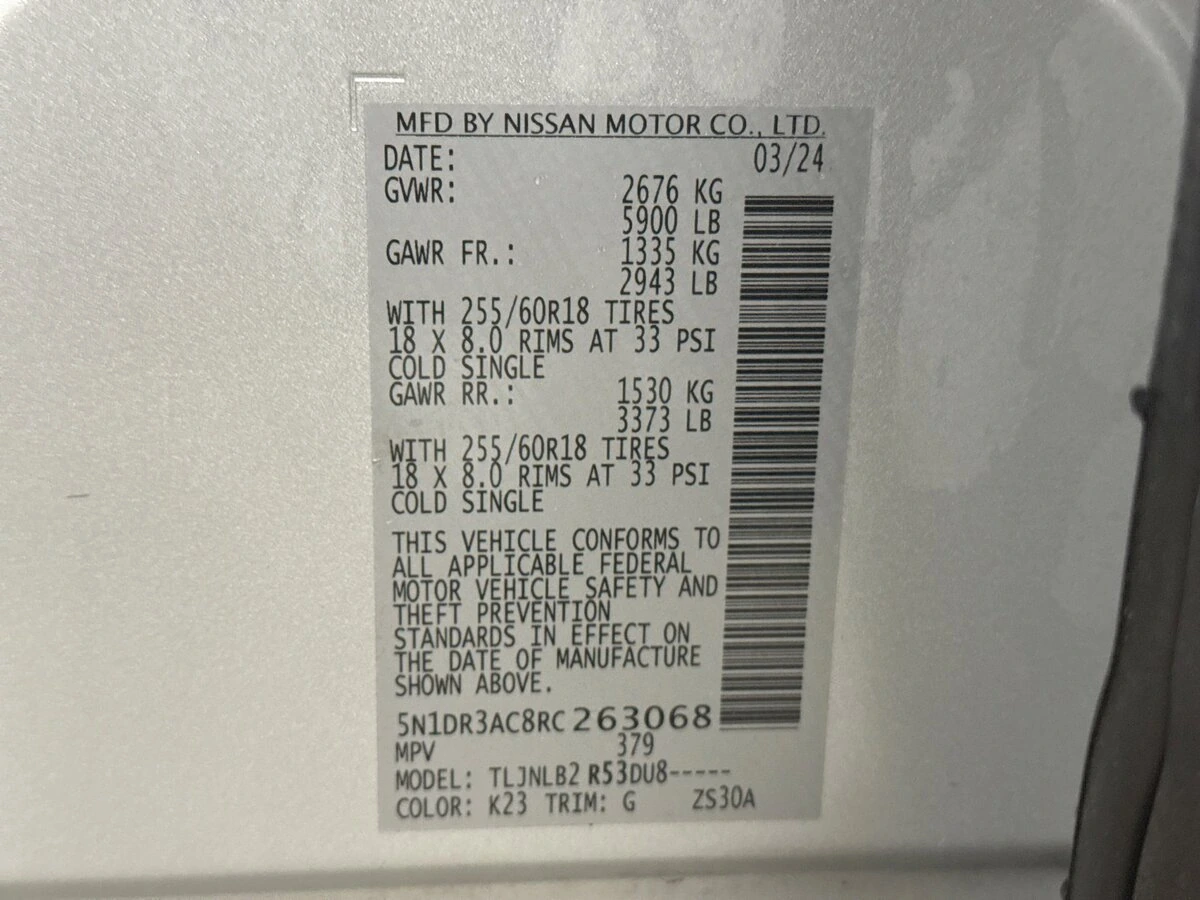 MFD BY NISSAN MOTOR CO., LTD.
DATE: 03/24
GVWR: 2676 KG
5900 LB
GAWR FR.: 1335 KG
2943 LB
WITH 255/60R18 TIRES
18 X 8.0 RIMS AT 33 PSI
COLD SINGLE
GAWR RR.: 1530 KG
3373 LB
WITH 255/60R18 TIRES
18 X 8.0 RIMS AT 33 PSI
COLD SINGLE
THIS VEHICLE CONFORMS TO
ALL APPLICABLE FEDERAL
MOTOR VEHICLE SAFETY AND
THEFT PREVENTION
STANDARDS IN EFFECT ON
THE DATE OF MANUFACTURE
SHOWN ABOVE.
5N1DR3AC8RC263068
MPV 379
MODEL: TLJNLB2 R53DU8-----
COLOR: K23 TRIM: G ZS30A